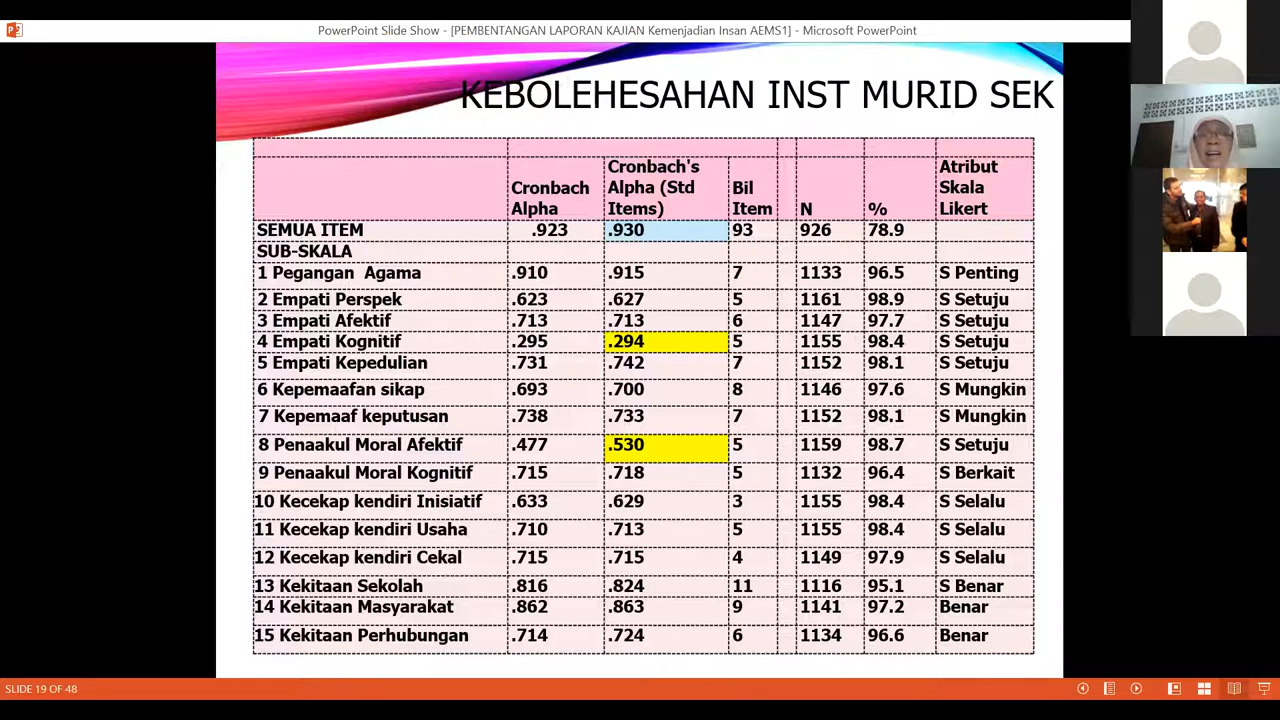 PowerPoint Slide Show - [PEMBENTANGAN LAPORAN KAJIAN Kemenjadian Insan AEMS1] - Microsoft PowerPoint
KEBOLEHESAHAN INST MURID SEK
Cronbach Alpha Cronbach's Alpha (Std Items) Bil Item N % Atribut Skala Likert
SEMUA ITEM .923 .930 93 926 78.9
SUB-SKALA
1 Pegangan Agama .910 .915 7 1133 96.5 S Penting
2 Empati Perspek .623 .627 5 1161 98.9 S Setuju
3 Empati Afektif .713 .713 6 1147 97.7 S Setuju
4 Empati Kognitif .295 .294 5 1155 98.4 S Setuju
5 Empati Kepedulian .731 .742 7 1152 98.1 S Setuju
6 Kepemaafan sikap .693 .700 8 1146 97.6 S Mungkin
7 Kepemaaf keputusan .738 .733 7 1152 98.1 S Mungkin
8 Penaakul Moral Afektif .477 .530 5 1159 98.7 S Setuju
9 Penaakul Moral Kognitif .715 .718 5 1132 96.4 S Berkait
10 Kecekap kendiri Inisiatif .633 .629 3 1155 98.4 S Selalu
11 Kecekap kendiri Usaha .710 .713 5 1155 98.4 S Selalu
12 Kecekap kendiri Cekal .715 .715 4 1149 97.9 S Selalu
13 Kekitaan Sekolah .816 .824 11 1116 95.1 S Benar
14 Kekitaan Masyarakat .862 .863 9 1141 97.2 Benar
15 Kekitaan Perhubungan .714 .724 6 1134 96.6 Benar
SLIDE 19 OF 48